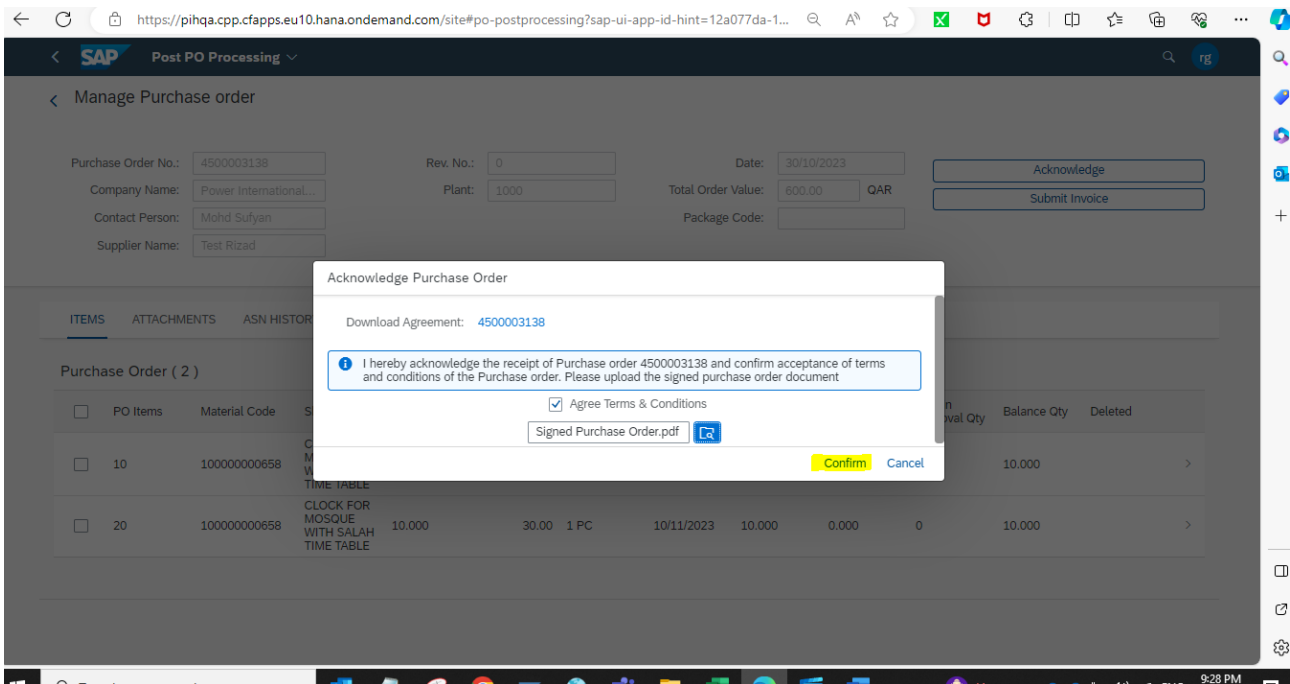 https://pihqa.cpp.cfapps.eu10.hana.ondemand.com/site#po-postprocessing?sap-ui-app-id-hint=12a077da-1...
SAP Post PO Processing rg
Manage Purchase order
Purchase Order No.: 4500003138 Rev. No.: 0 Date: 30/10/2023 Acknowledge
Company Name: Power International... Plant: 1000 Total Order Value: 600.00 QAR Submit Invoice
Contact Person: Mohd Sufyan Package Code:
Supplier Name: Test Rizad
Acknowledge Purchase Order
Download Agreement: 4500003138
I hereby acknowledge the receipt of Purchase order 4500003138 and confirm acceptance of terms
and conditions of the Purchase order. Please upload the signed purchase order document
Agree Terms & Conditions
Signed Purchase Order.pdf
Confirm Cancel
ITEMS ATTACHMENTS ASN HISTOR
Purchase Order ( 2 )
PO Items Material Code Balance Qty Deleted
10 100000000658 10.000
TIME TABLE
20 100000000658 CLOCK FOR MOSQUE WITH SALAH TIME TABLE 10.000 30.00 1 PC 10/11/2023 10.000 0.000 0 10.000
9:28 PM